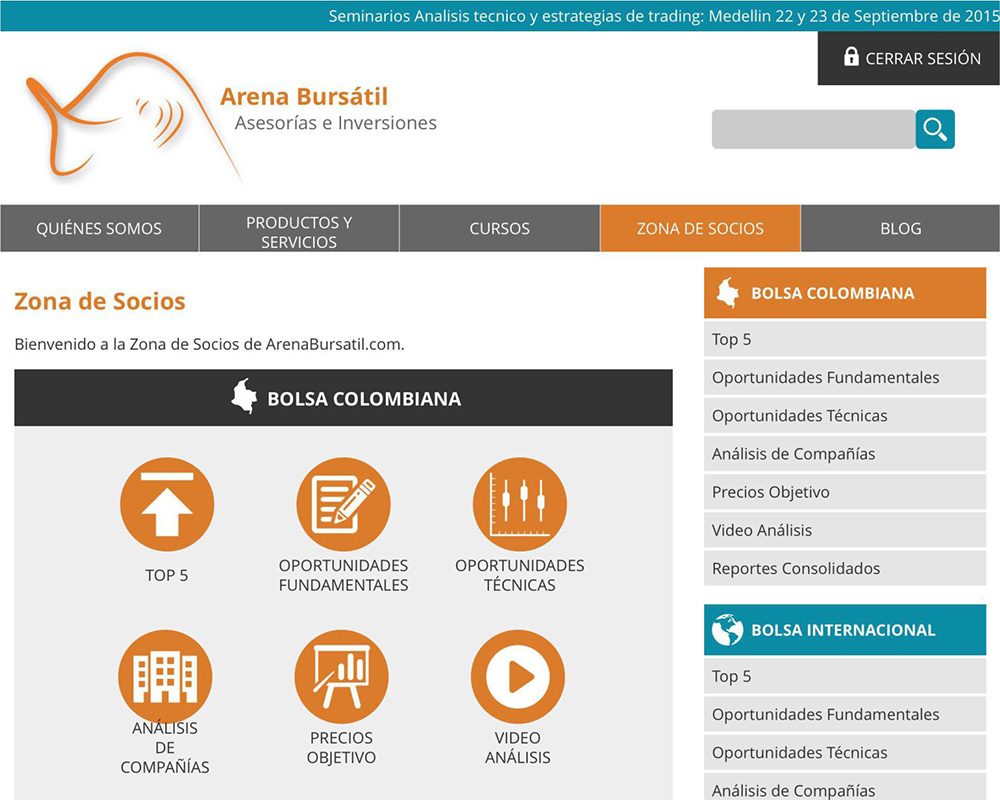 Seminarios Analisis tecnico y estrategias de trading: Medellin 22 y 23 de Septiembre de 2015
CERRAR SESIÓN
Arena Bursátil
Asesorías e Inversiones
QUIÉNES SOMOS
PRODUCTOS Y
SERVICIOS
CURSOS
ZONA DE SOCIOS
BLOG
Zona de Socios
Bienvenido a la Zona de Socios de ArenaBursatil.com.
BOLSA COLOMBIANA
TOP 5
OPORTUNIDADES
FUNDAMENTALES
OPORTUNIDADES
TÉCNICAS
ANÁLISIS
DE
COMPAÑÍAS
PRECIOS
OBJETIVO
VIDEO
ANÁLISIS
BOLSA COLOMBIANA
Top 5
Oportunidades Fundamentales
Oportunidades Técnicas
Análisis de Compañías
Precios Objetivo
Video Análisis
Reportes Consolidados
BOLSA INTERNACIONAL
Top 5
Oportunidades Fundamentales
Oportunidades Técnicas
Análisis de Compañías